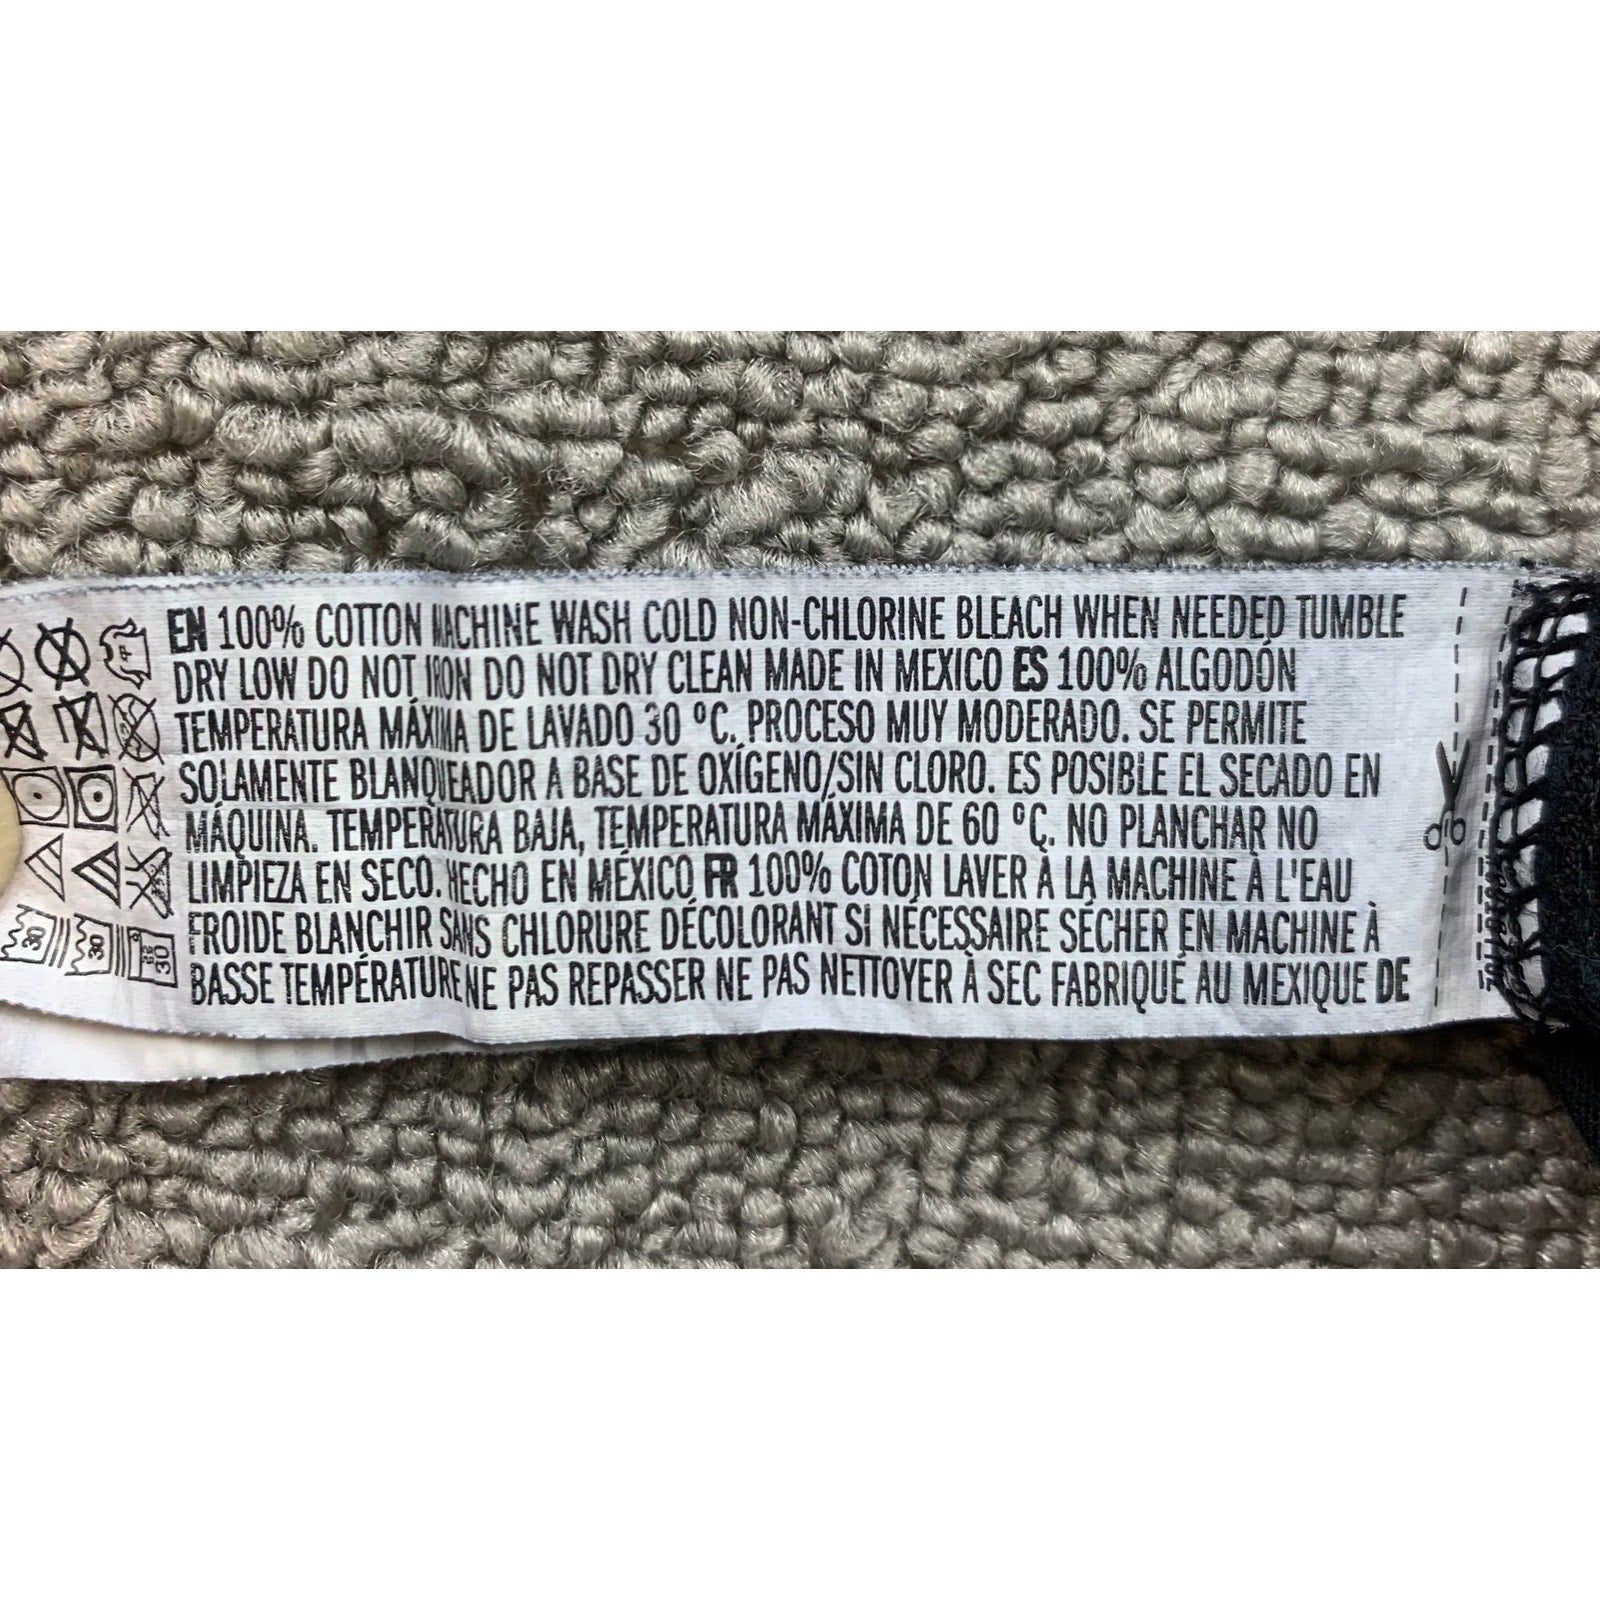 EN 100% COTTON MACHINE WASH COLD NON-CHLORINE BLEACH WHEN NEEDED TUMBLE
DRY LOW DO NOT IRON DO NOT DRY CLEAN MADE IN MEXICO ES 100% ALGODÓN
TEMPERATURA MÁXIMA DE LAVADO 30 ºC. PROCESO MUY MODERADO. SE PERMITE
SOLAMENTE BLANQUEADOR A BASE DE OXÍGENO/SIN CLORO. ES POSIBLE EL SECADO EN
MÁQUINA. TEMPERATURA BAJA, TEMPERATURA MÁXIMA DE 60 ºC. NO PLANCHAR NO
LIMPIEZA EN SECO. HECHO EN MÉXICO FR 100% COTON LAVER À LA MACHINE À L'EAU
FROIDE BLANCHIR SANS CHLORURE DÉCOLORANT SI NÉCESSAIRE SÉCHER EN MACHINE À
BASSE TEMPÉRATURE NE PAS REPASSER NE PAS NETTOYER À SEC FABRIQUÉ AU MEXIQUE DE
30
30
30